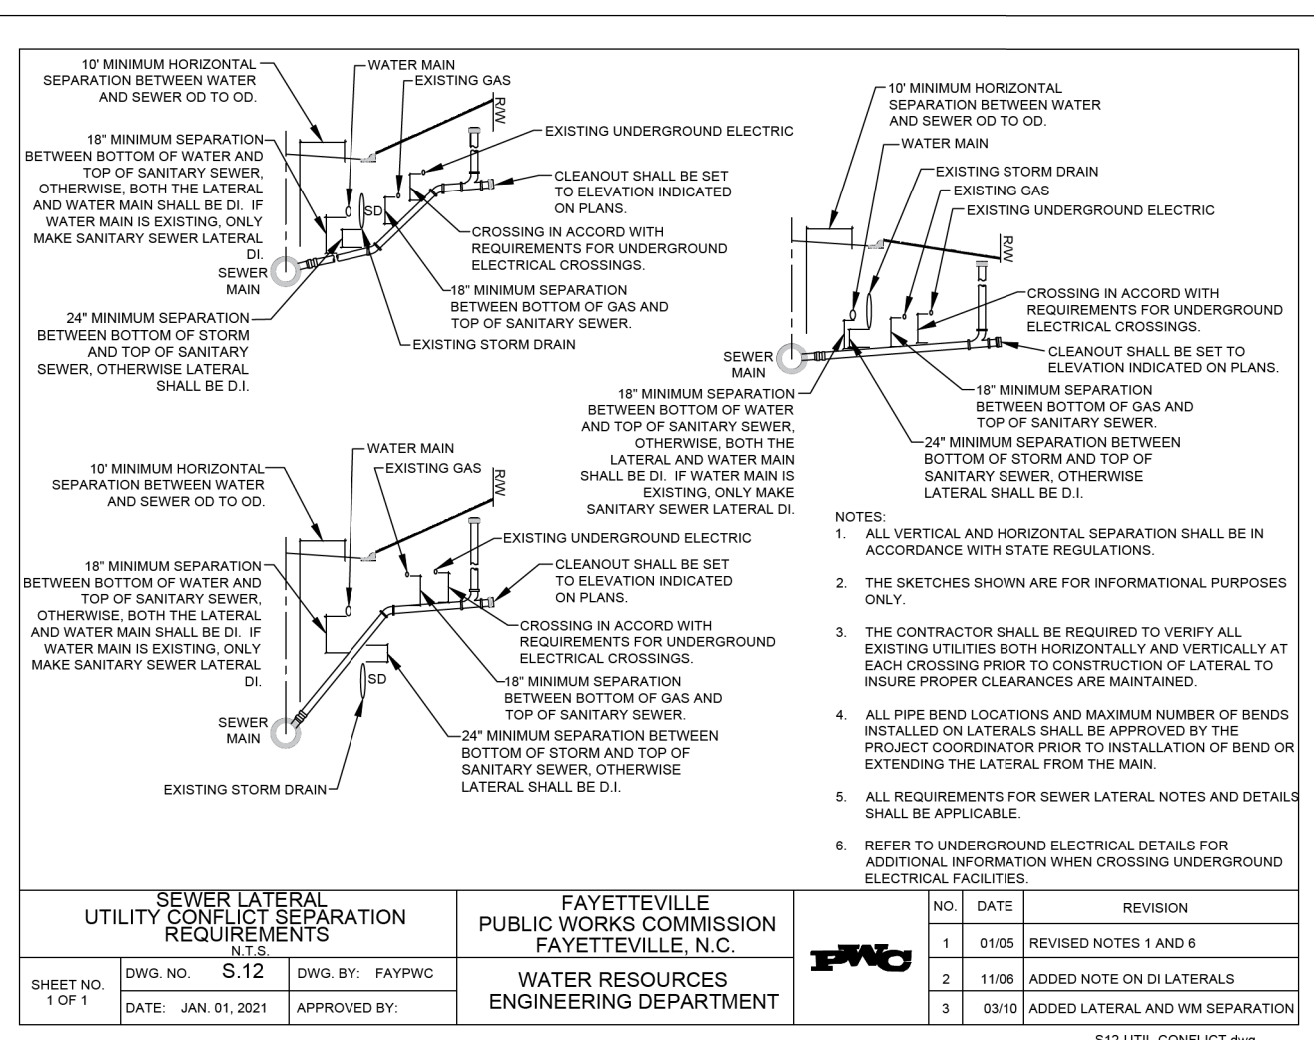 10' MINIMUM HORIZONTAL
SEPARATION BETWEEN WATER
AND SEWER OD TO OD.
WATER MAIN
EXISTING GAS
R/W
18" MINIMUM SEPARATION
BETWEEN BOTTOM OF WATER AND
TOP OF SANITARY SEWER,
OTHERWISE, BOTH THE LATERAL
AND WATER MAIN SHALL BE DI. IF
WATER MAIN IS EXISTING, ONLY
MAKE SANITARY SEWER LATERAL
DI.
EXISTING UNDERGROUND ELECTRIC
CLEANOUT SHALL BE SET
TO ELEVATION INDICATED
ON PLANS.
SD
CROSSING IN ACCORD WITH
REQUIREMENTS FOR UNDERGROUND
ELECTRICAL CROSSINGS.
SEWER
MAIN
18" MINIMUM SEPARATION
BETWEEN BOTTOM OF GAS AND
TOP OF SANITARY SEWER.
24" MINIMUM SEPARATION
BETWEEN BOTTOM OF STORM
AND TOP OF SANITARY
SEWER, OTHERWISE LATERAL
SHALL BE D.I.
EXISTING STORM DRAIN
10' MINIMUM HORIZONTAL
SEPARATION BETWEEN WATER
AND SEWER OD TO OD.
WATER MAIN
EXISTING STORM DRAIN
EXISTING GAS
EXISTING UNDERGROUND ELECTRIC
R/W
CROSSING IN ACCORD WITH
REQUIREMENTS FOR UNDERGROUND
ELECTRICAL CROSSINGS.
SEWER
MAIN
CLEANOUT SHALL BE SET TO
ELEVATION INDICATED ON PLANS.
18" MINIMUM SEPARATION
BETWEEN BOTTOM OF WATER
AND TOP OF SANITARY SEWER,
OTHERWISE, BOTH THE
LATERAL AND WATER MAIN
SHALL BE DI. IF WATER MAIN IS
EXISTING, ONLY MAKE
SANITARY SEWER LATERAL DI.
18" MINIMUM SEPARATION
BETWEEN BOTTOM OF GAS AND
TOP OF SANITARY SEWER.
24" MINIMUM SEPARATION BETWEEN
BOTTOM OF STORM AND TOP OF
SANITARY SEWER, OTHERWISE
LATERAL SHALL BE D.I.
10' MINIMUM HORIZONTAL
SEPARATION BETWEEN WATER
AND SEWER OD TO OD.
WATER MAIN
EXISTING GAS
R/W
EXISTING UNDERGROUND ELECTRIC
18" MINIMUM SEPARATION
BETWEEN BOTTOM OF WATER AND
TOP OF SANITARY SEWER,
OTHERWISE, BOTH THE LATERAL
AND WATER MAIN SHALL BE DI. IF
WATER MAIN IS EXISTING, ONLY
MAKE SANITARY SEWER LATERAL
DI.
CLEANOUT SHALL BE SET
TO ELEVATION INDICATED
ON PLANS.
CROSSING IN ACCORD WITH
REQUIREMENTS FOR UNDERGROUND
ELECTRICAL CROSSINGS.
SD
18" MINIMUM SEPARATION
BETWEEN BOTTOM OF GAS AND
TOP OF SANITARY SEWER.
SEWER
MAIN
24" MINIMUM SEPARATION BETWEEN
BOTTOM OF STORM AND TOP OF
SANITARY SEWER, OTHERWISE
LATERAL SHALL BE D.I.
EXISTING STORM DRAIN
NOTES:
1. ALL VERTICAL AND HORIZONTAL SEPARATION SHALL BE IN
ACCORDANCE WITH STATE REGULATIONS.
2. THE SKETCHES SHOWN ARE FOR INFORMATIONAL PURPOSES
ONLY.
3. THE CONTRACTOR SHALL BE REQUIRED TO VERIFY ALL
EXISTING UTILITIES BOTH HORIZONTALLY AND VERTICALLY AT
EACH CROSSING PRIOR TO CONSTRUCTION OF LATERAL TO
INSURE PROPER CLEARANCES ARE MAINTAINED.
4. ALL PIPE BEND LOCATIONS AND MAXIMUM NUMBER OF BENDS
INSTALLED ON LATERALS SHALL BE APPROVED BY THE
PROJECT COORDINATOR PRIOR TO INSTALLATION OF BEND OR
EXTENDING THE LATERAL FROM THE MAIN.
5. ALL REQUIREMENTS FOR SEWER LATERAL NOTES AND DETAILS
SHALL BE APPLICABLE.
6. REFER TO UNDERGROUND ELECTRICAL DETAILS FOR
ADDITIONAL INFORMATION WHEN CROSSING UNDERGROUND
ELECTRICAL FACILITIES.
SEWER LATERAL
UTILITY CONFLICT SEPARATION
REQUIREMENTS
N.T.S.
SHEET NO.
1 OF 1
DWG. NO. S.12
DWG. BY: FAYPWC
DATE: JAN. 01, 2021
APPROVED BY:
FAYETTEVILLE
PUBLIC WORKS COMMISSION
FAYETTEVILLE, N.C.
WATER RESOURCES
ENGINEERING DEPARTMENT
PWC
NO. DATE REVISION
1 01/05 REVISED NOTES 1 AND 6
2 11/06 ADDED NOTE ON DI LATERALS
3 03/10 ADDED LATERAL AND WM SEPARATION
S12 UTIL CONFLICT.dwg